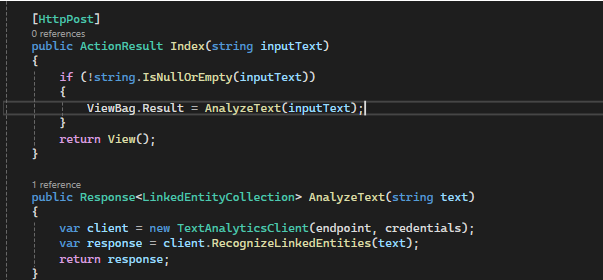 [HttpPost]
0 references
public ActionResult Index(string inputText)
{
if (!string.IsNullOrEmpty(inputText))
{
ViewBag.Result = AnalyzeText(inputText);
}
return View();
}
1 reference
public Response<LinkedEntityCollection> AnalyzeText(string text)
{
var client = new TextAnalyticsClient(endpoint, credentials);
var response = client.RecognizeLinkedEntities(text);
return response;
}